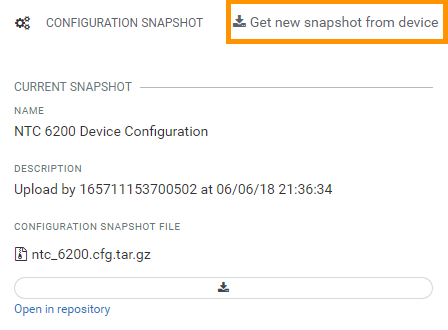 CONFIGURATION SNAPSHOT
Get new snapshot from device
CURRENT SNAPSHOT
NAME
NTC 6200 Device Configuration
DESCRIPTION
Upload by 165711153700502 at 06/06/18 21:36:34
CONFIGURATION SNAPSHOT FILE
ntc_6200.cfg.tar.gz
Open in repository